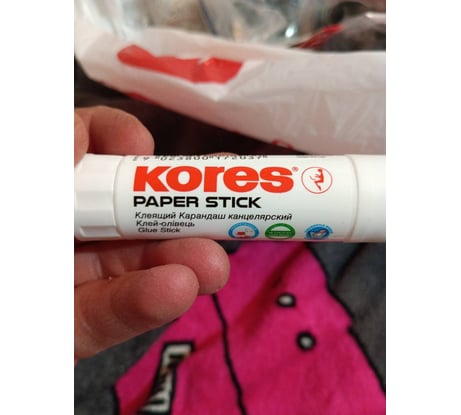 Kores
PAPER STICK
Клеящий Карандаш канцелярский
Клей-олівець
Glue Stick